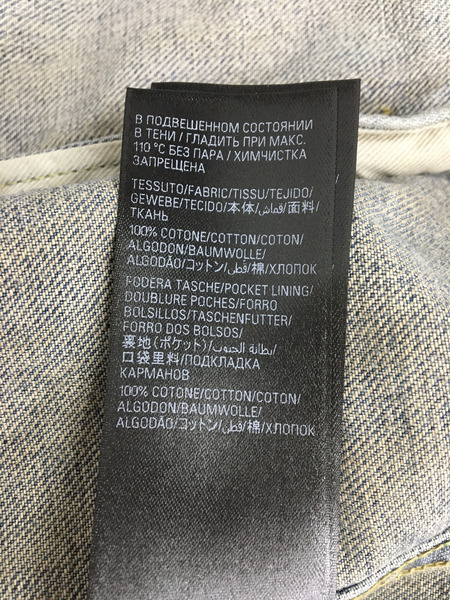 В ПОДВЕШЕННОМ СОСТОЯНИИ
В ТЕНИ / ГЛАДИТЬ ПРИ МАКС.
110 °C БЕЗ ПАРА / ХИМЧИСТКА
ЗАПРЕЩЕНА
TESSUTO/FABRIC/TISSU/TEJIDO/
GEWEBE/TECIDO/本体/قماش/面料/
ТКАНЬ
100% COTONE/COTTON/COTON/
ALGODON/BAUMWOLLE/
ALGODÃO/コットン/قطن/棉/ХЛОПОК
FODERA TASCHE/POCKET LINING/
DOUBLURE POCHES/FORRO
BOLSILLOS/TASCHENFUTTER/
FORRO DOS BOLSOS/
裏地(ポケット)/بطانة الجيوب/
口袋里料/ПОДКЛАДКА
КАРМАНОВ
100% COTONE/COTTON/COTON/
ALGODON/BAUMWOLLE/
ALGODÃO/コットン/قطن/棉/ХЛОПОК